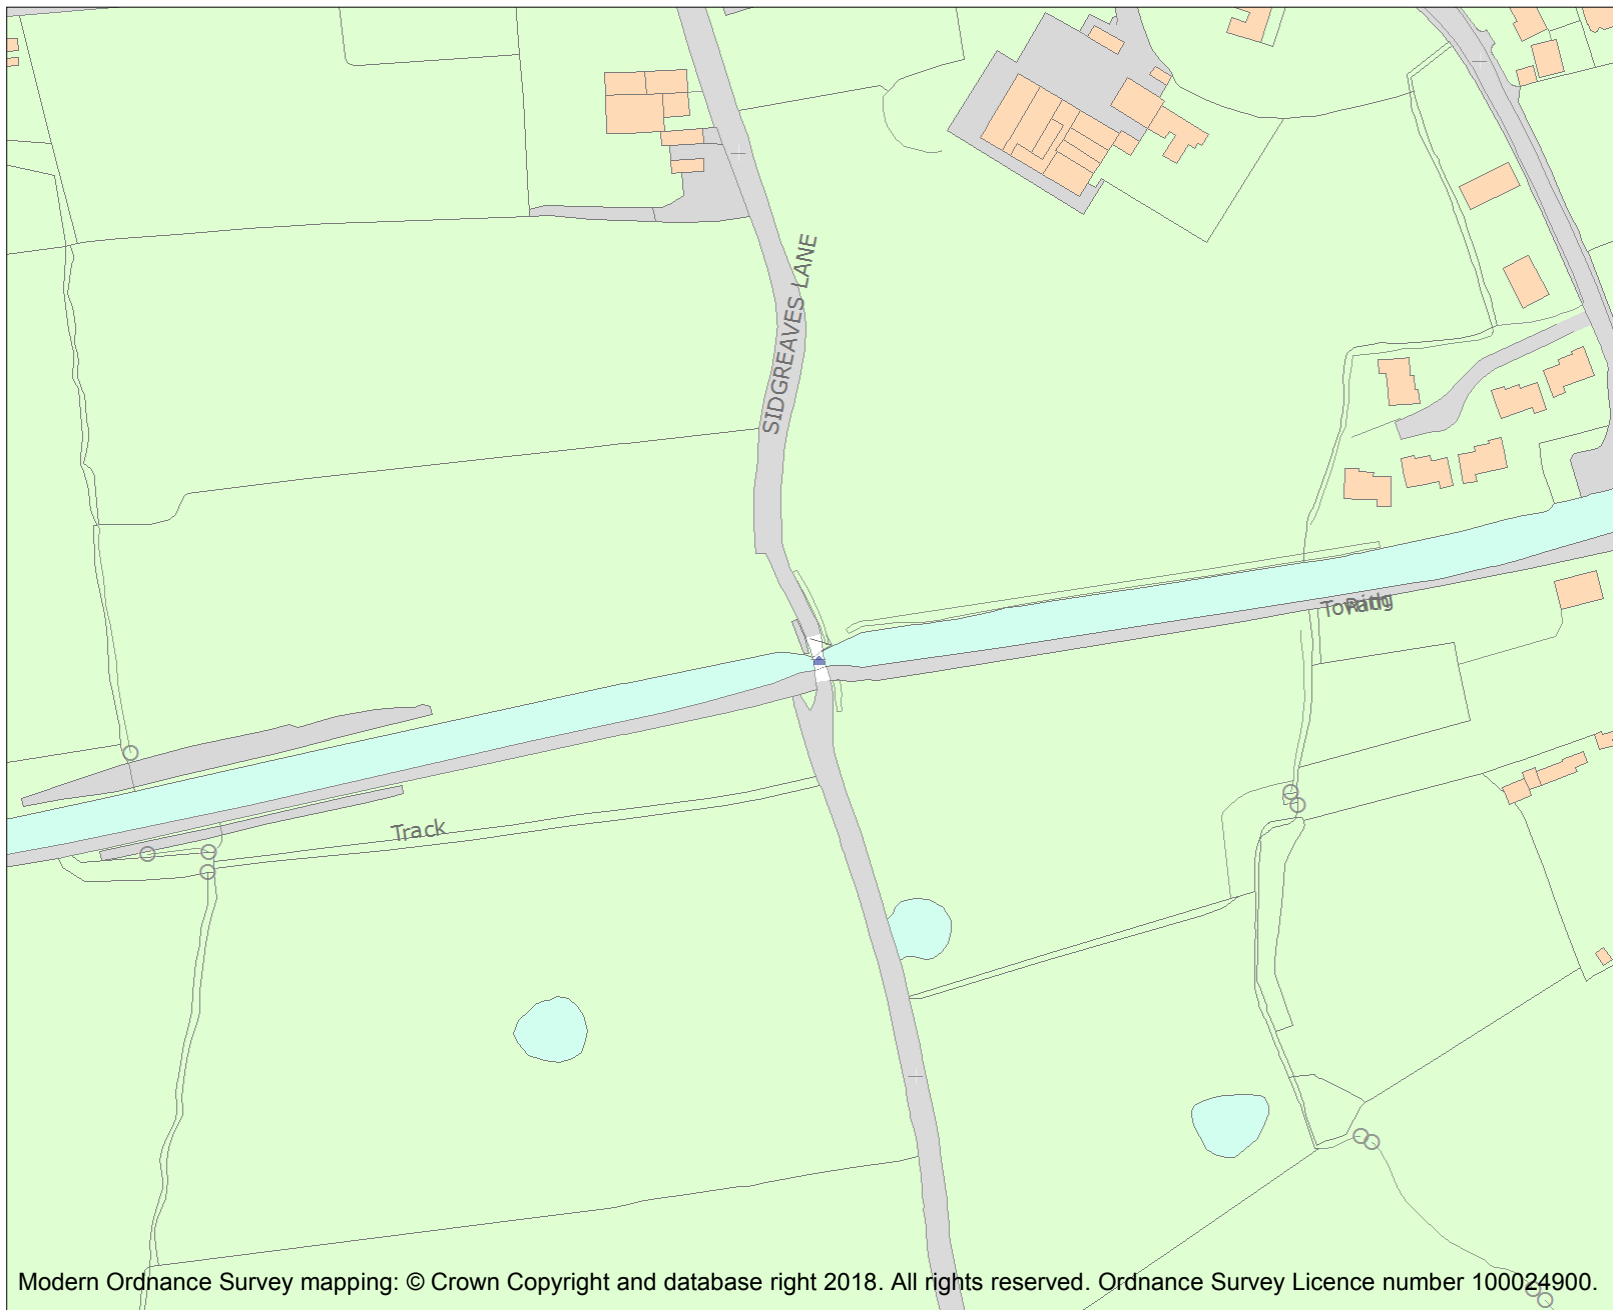 SIDGREAVES LANE
Path
Track
Modern Ordnance Survey mapping: © Crown Copyright and database right 2018. All rights reserved. Ordnance Survey Licence number 100024900.